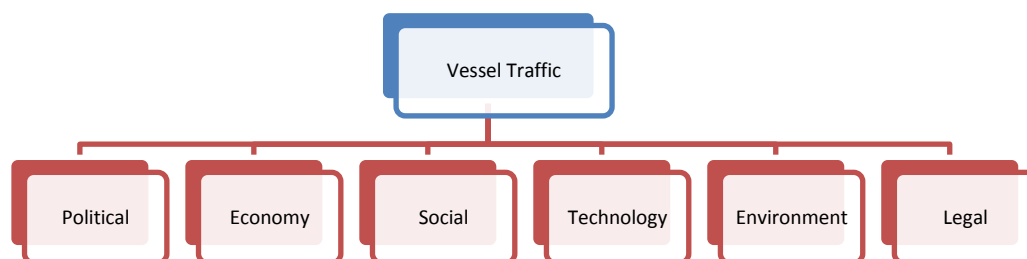 Vessel Traffic
Political
Economy
Social
Technology
Environment
Legal